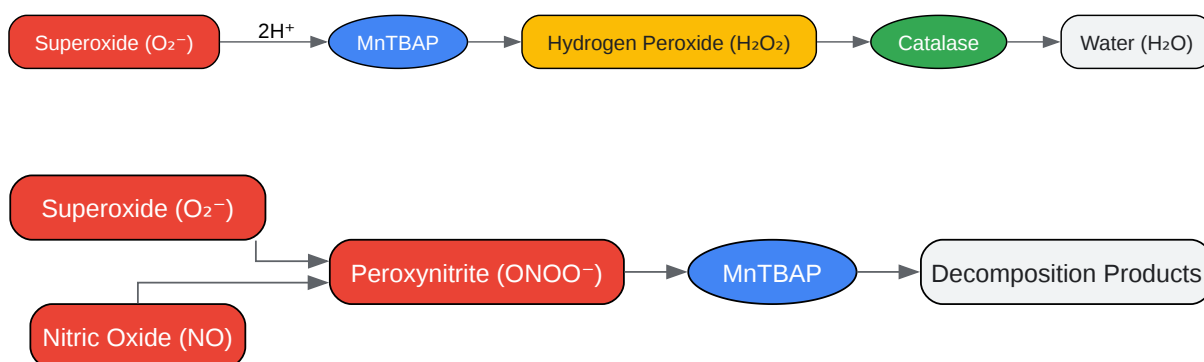 Superoxide (O₂⁻)
2H⁺
MnTBAP
Hydrogen Peroxide (H₂O₂)
Catalase
Water (H₂O)
Superoxide (O₂⁻)
Peroxynitrite (ONOO⁻)
MnTBAP
Decomposition Products
Nitric Oxide (NO)